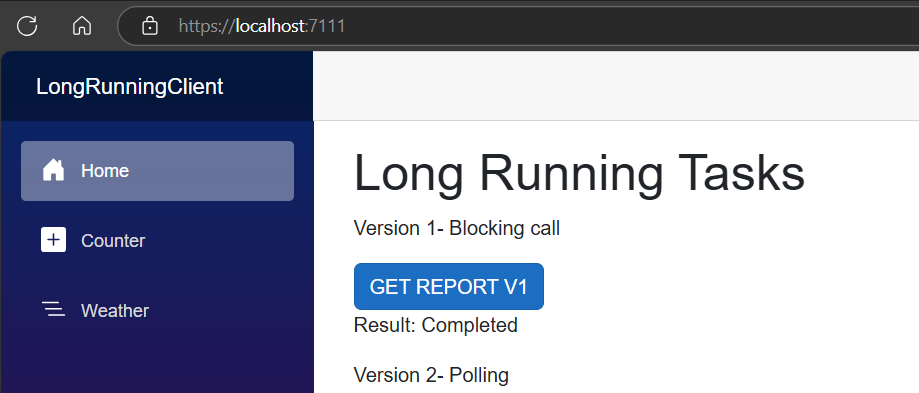 https://localhost:7111
LongRunningClient
Home
Counter
Weather
Long Running Tasks
Version 1- Blocking call
GET REPORT V1
Result: Completed
Version 2- Polling